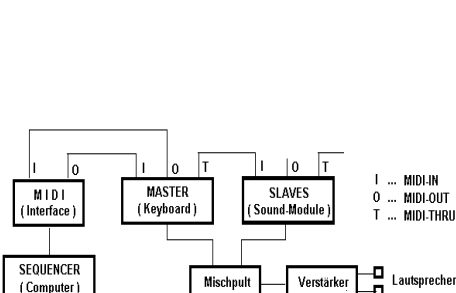 I O I O T I O T
MIDI
( Interface )
MASTER
( Keyboard )
SLAVES
( Sound-Module )
I ... MIDI-IN
O ... MIDI-OUT
T ... MIDI-THRU
SEQUENCER
( Computer )
Mischpult
Verstärker
Lautsprecher